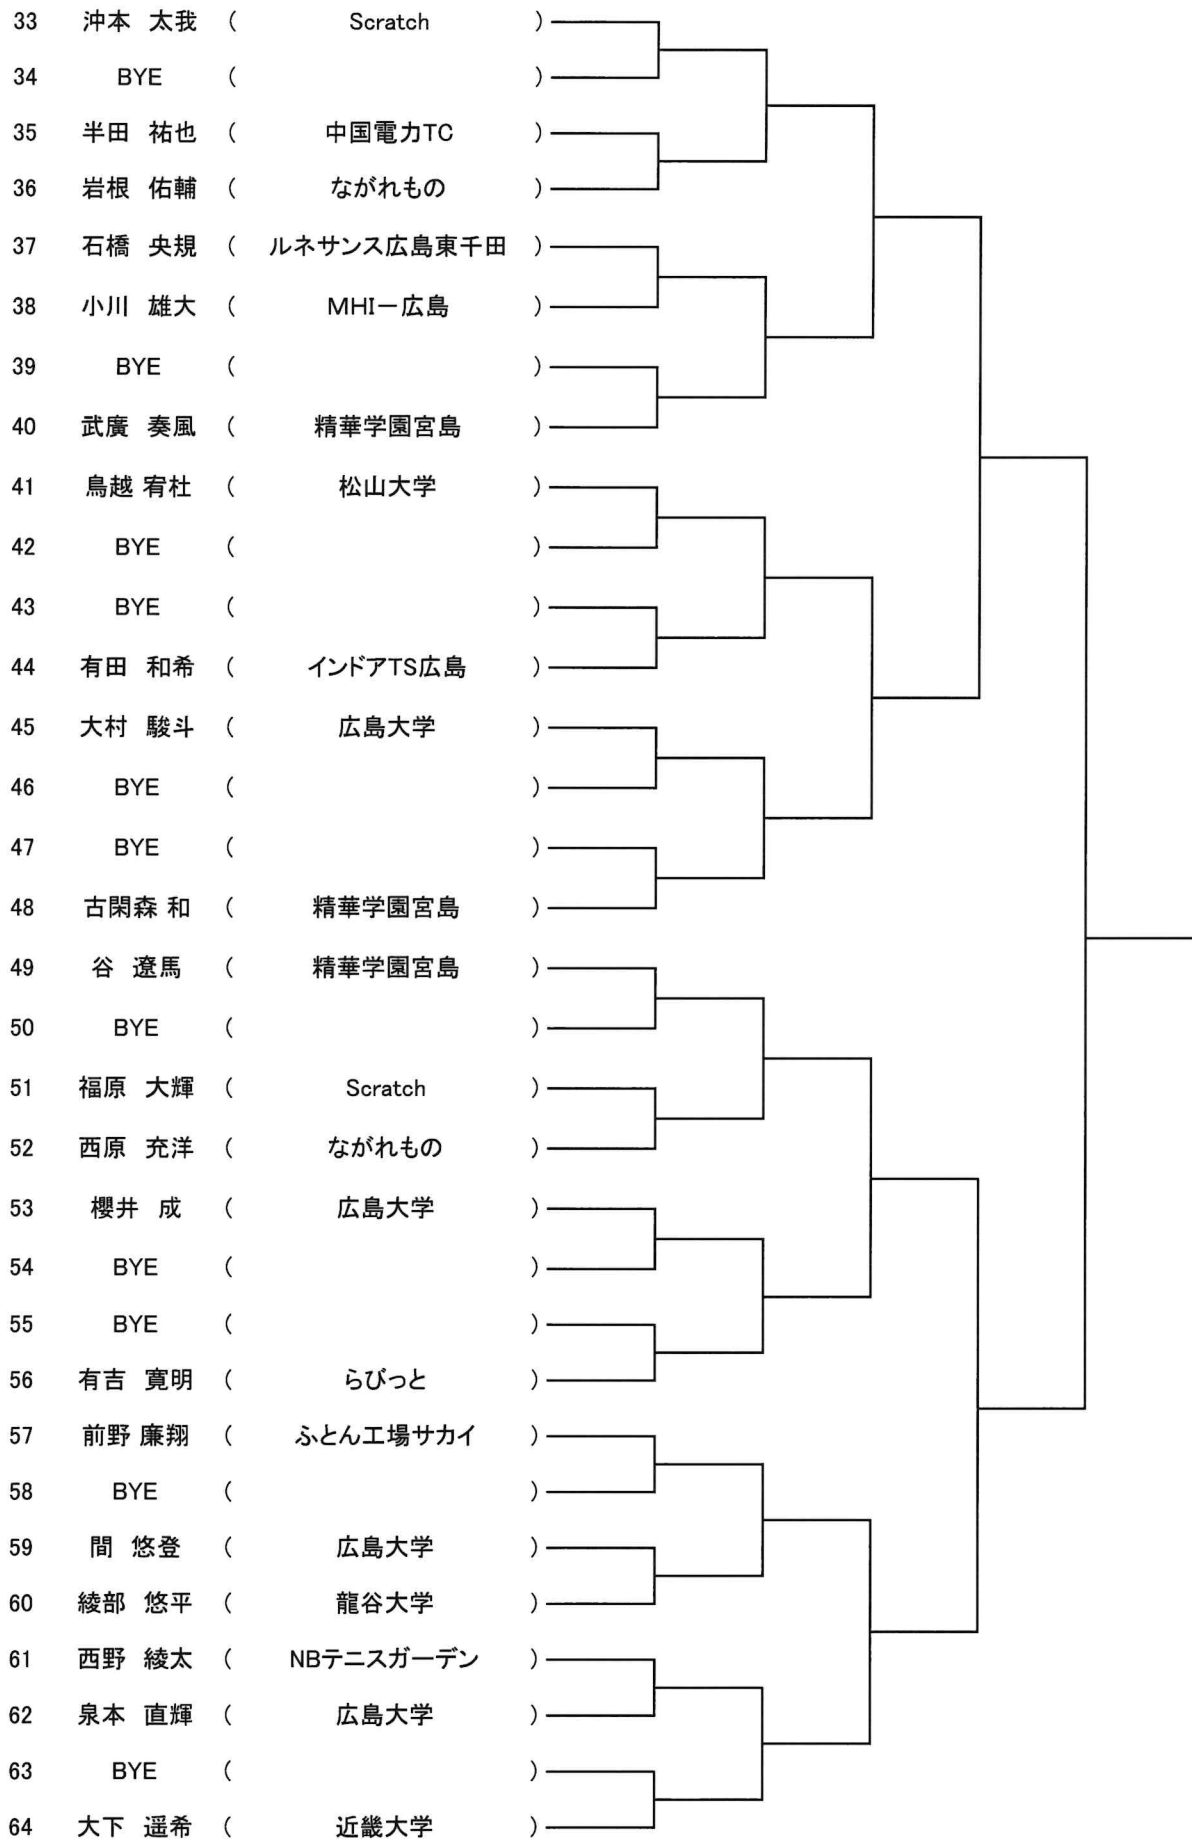 33 沖本 太我 ( Scratch )
34 BYE ( )
35 半田 祐也 ( 中国電力TC )
36 岩根 佑輔 ( ながれもの )
37 石橋 央規 ( ルネサンス広島東千田 )
38 小川 雄大 ( MHI－広島 )
39 BYE ( )
40 武廣 奏風 ( 精華学園宮島 )
41 鳥越 宥杜 ( 松山大学 )
42 BYE ( )
43 BYE ( )
44 有田 和希 ( インドアTS広島 )
45 大村 駿斗 ( 広島大学 )
46 BYE ( )
47 BYE ( )
48 古閑森 和 ( 精華学園宮島 )
49 谷 遼馬 ( 精華学園宮島 )
50 BYE ( )
51 福原 大輝 ( Scratch )
52 西原 充洋 ( ながれもの )
53 櫻井 成 ( 広島大学 )
54 BYE ( )
55 BYE ( )
56 有吉 寛明 ( らびっと )
57 前野 廉翔 ( ふとん工場サカイ )
58 BYE ( )
59 間 悠登 ( 広島大学 )
60 綾部 悠平 ( 龍谷大学 )
61 西野 綾太 ( NBテニスガーデン )
62 泉本 直輝 ( 広島大学 )
63 BYE ( )
64 大下 遥希 ( 近畿大学 )